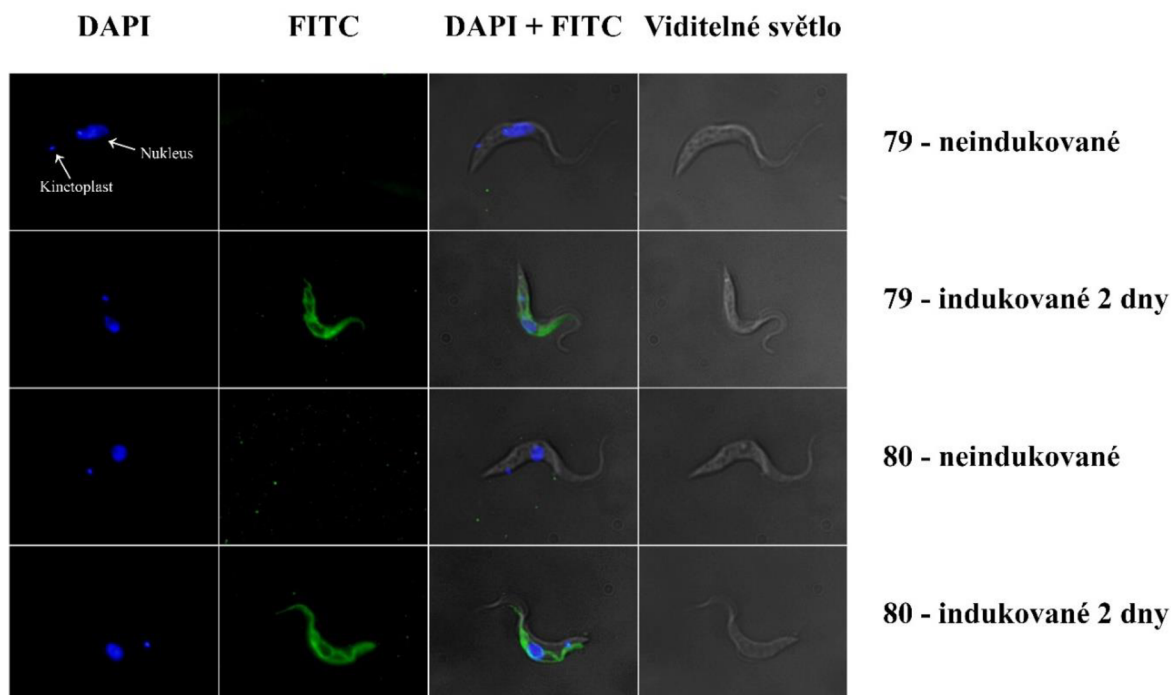 DAPI FITC DAPI + FITC Viditelné světlo
Nukleus
Kinetoplast
79 - neindukované
79 - indukované 2 dny
80 - neindukované
80 - indukované 2 dny